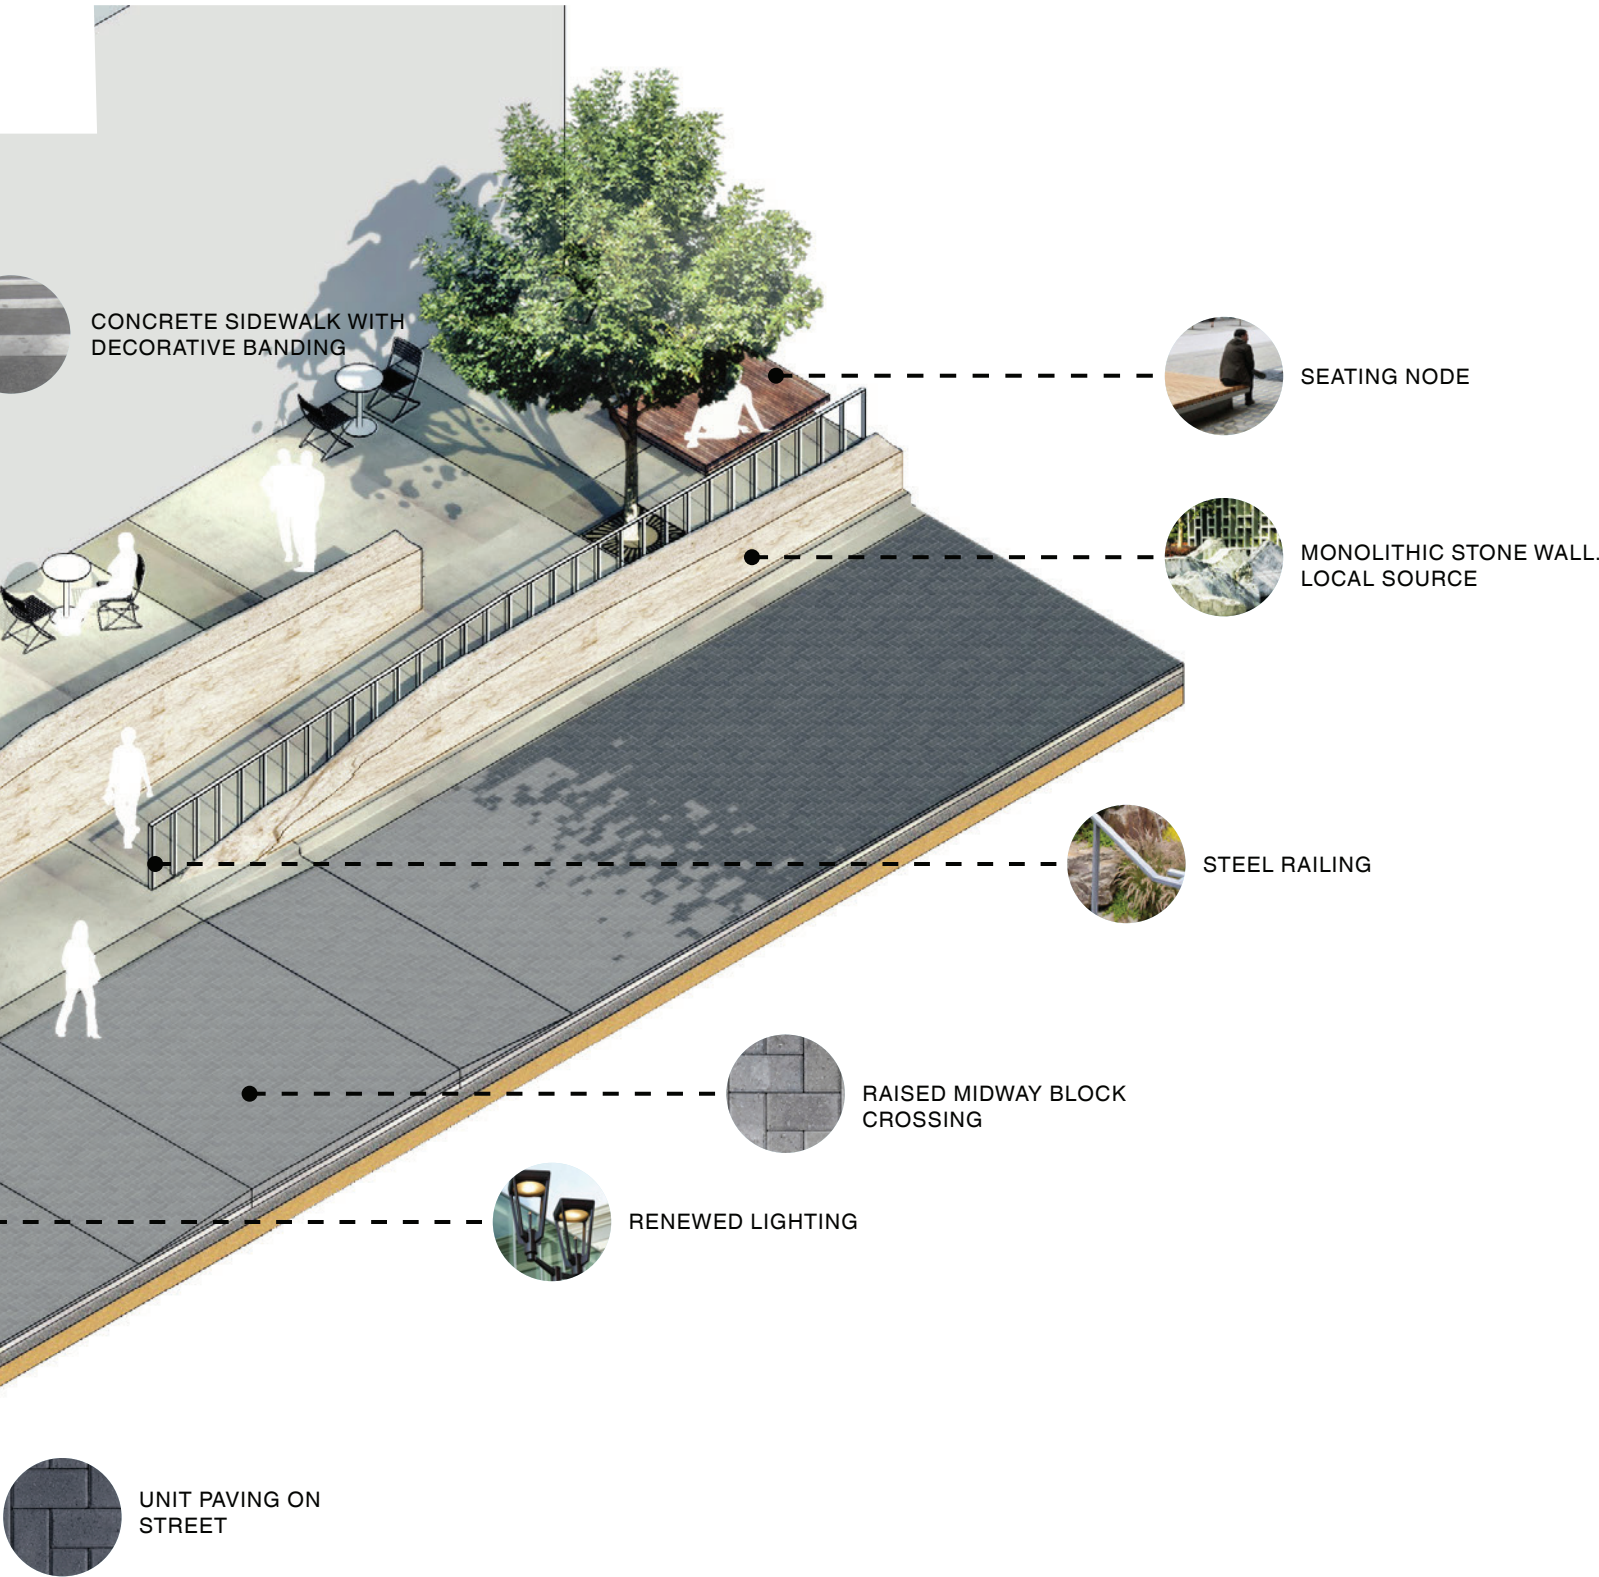 CONCRETE SIDEWALK WITH
DECORATIVE BANDING
SEATING NODE
MONOLITHIC STONE WALL.
LOCAL SOURCE
STEEL RAILING
RAISED MIDWAY BLOCK
CROSSING
RENEWED LIGHTING
UNIT PAVING ON
STREET